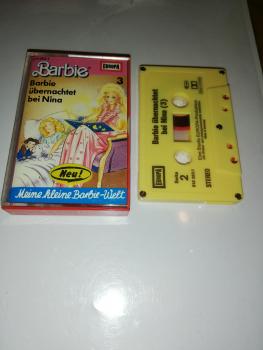 EUROPA
Barbie
3
Barbie
übernachtet
bei Nina
Neu!
Meine kleine Barbie-Welt
Barbie übernachtet
bei Nina (3)
EUROPA
Seite
2
STEREO